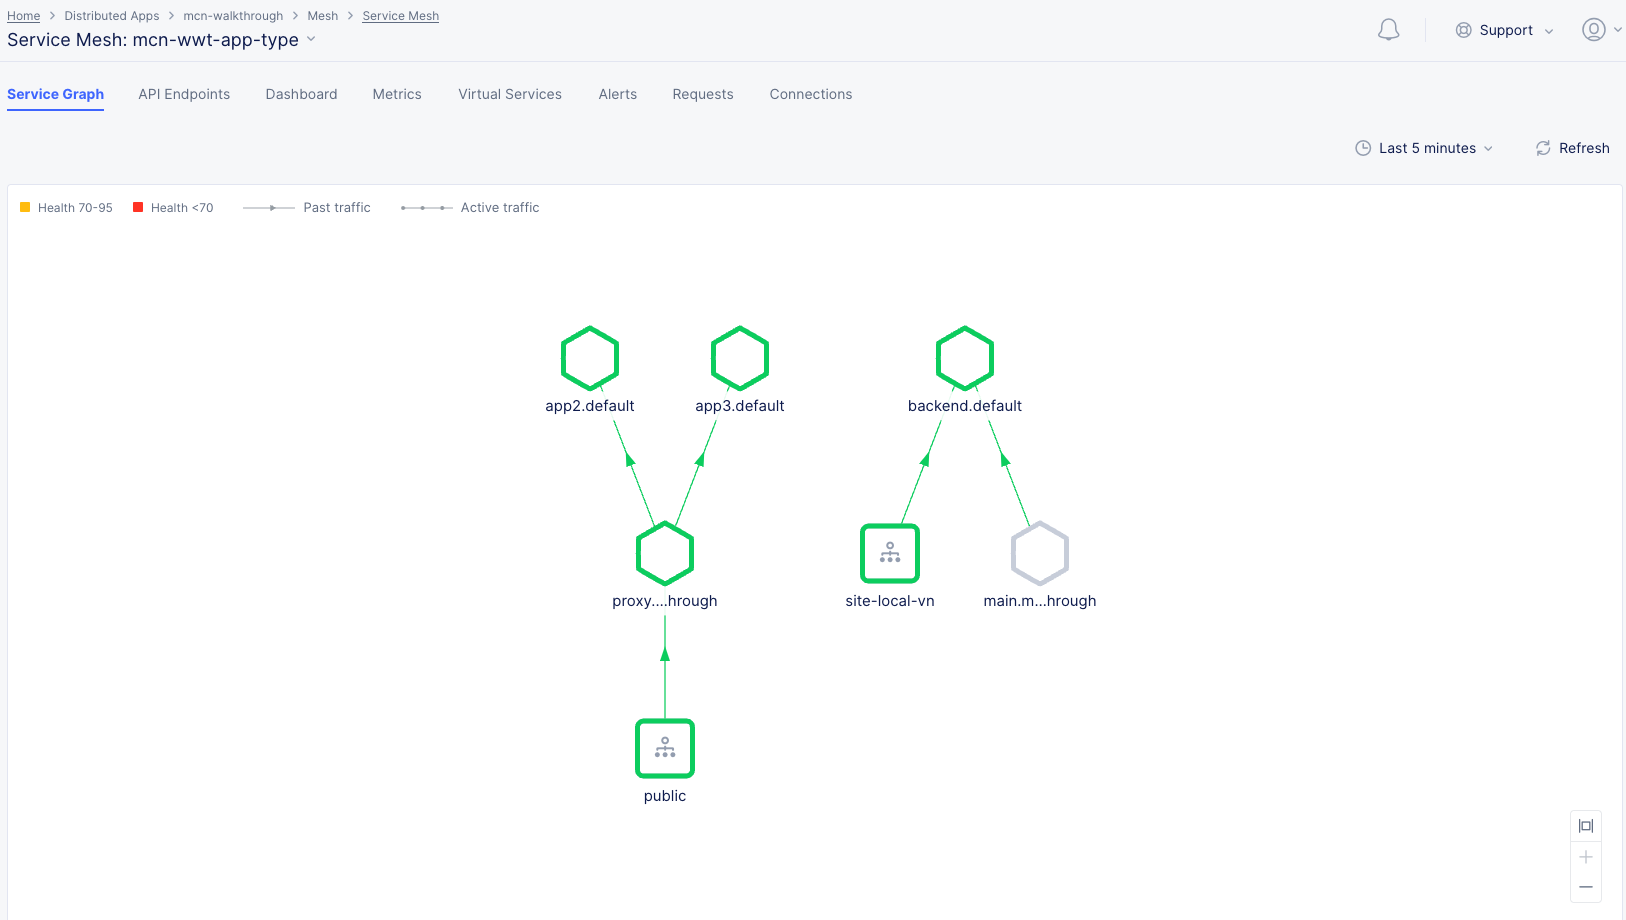 Home > Distributed Apps > mcn-walkthrough > Mesh > Service Mesh
Service Mesh: mcn-wwt-app-type
Support
Service Graph API Endpoints Dashboard Metrics Virtual Services Alerts Requests Connections
Last 5 minutes Refresh
Health 70-95 Health <70 Past traffic Active traffic
app2.default app3.default backend.default
proxy....hrough site-local-vn main.m...hrough
public